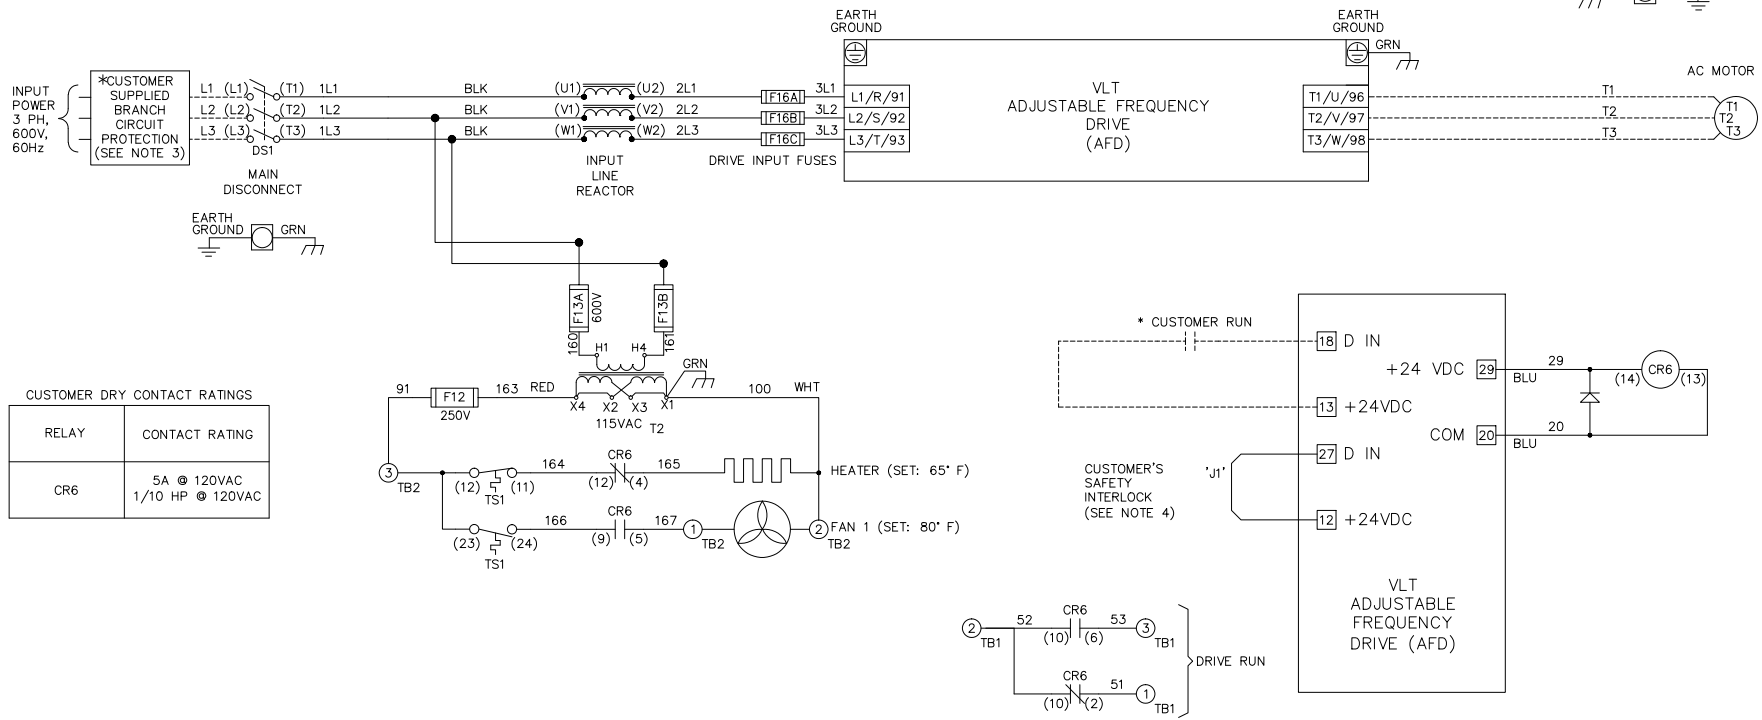 EARTH
GROUND
EARTH
GROUND
GRN
INPUT
POWER
3 PH,
600V,
60Hz
*CUSTOMER
SUPPLIED
BRANCH
CIRCUIT
PROTECTION
(SEE NOTE 3)
L1 (L1) (T1) 1L1 BLK (U1) (U2) 2L1 F16A 3L1 L1/R/91
L2 (L2) (T2) 1L2 (V1) (V2) 2L2 F16B 3L2 L2/S/92
L3 (L3) (T3) 1L3 BLK (W1) (W2) 2L3 F16C 3L3 L3/T/93
DS1
MAIN
DISCONNECT
INPUT
LINE
REACTOR
DRIVE INPUT FUSES
VLT
ADJUSTABLE FREQUENCY
DRIVE
(AFD)
T1/U/96 T1
T2/V/97 T2
T3/W/98 T3
AC MOTOR
T1
T2
T3
EARTH
GROUND
GRN
F13A
600V
F13B
160
161
H1 H4
GRN
91 F12 163 RED
250V
X4 X2 X3 X1
100 WHT
115VAC T2
3
TB2
(12) (11)
TS1
164
CR6
(12) (4)
165
HEATER (SET: 65° F)
(23) (24)
TS1
166
CR6
(9) (5)
167
1
TB2
2
TB2
FAN 1 (SET: 80° F)
CUSTOMER DRY CONTACT RATINGS
RELAY CONTACT RATING
CR6 5A @ 120VAC
1/10 HP @ 120VAC
* CUSTOMER RUN
18 D IN
13 +24VDC
27 D IN
12 +24VDC
CUSTOMER'S
SAFETY
INTERLOCK
(SEE NOTE 4)
'J1'
+24 VDC 29
29
BLU
COM 20
20
BLU
(14) CR6 (13)
VLT
ADJUSTABLE
FREQUENCY
DRIVE (AFD)
2
TB1
52
CR6
(10) (6)
53
3
TB1
CR6
(10) (2)
51
1
TB1
DRIVE RUN